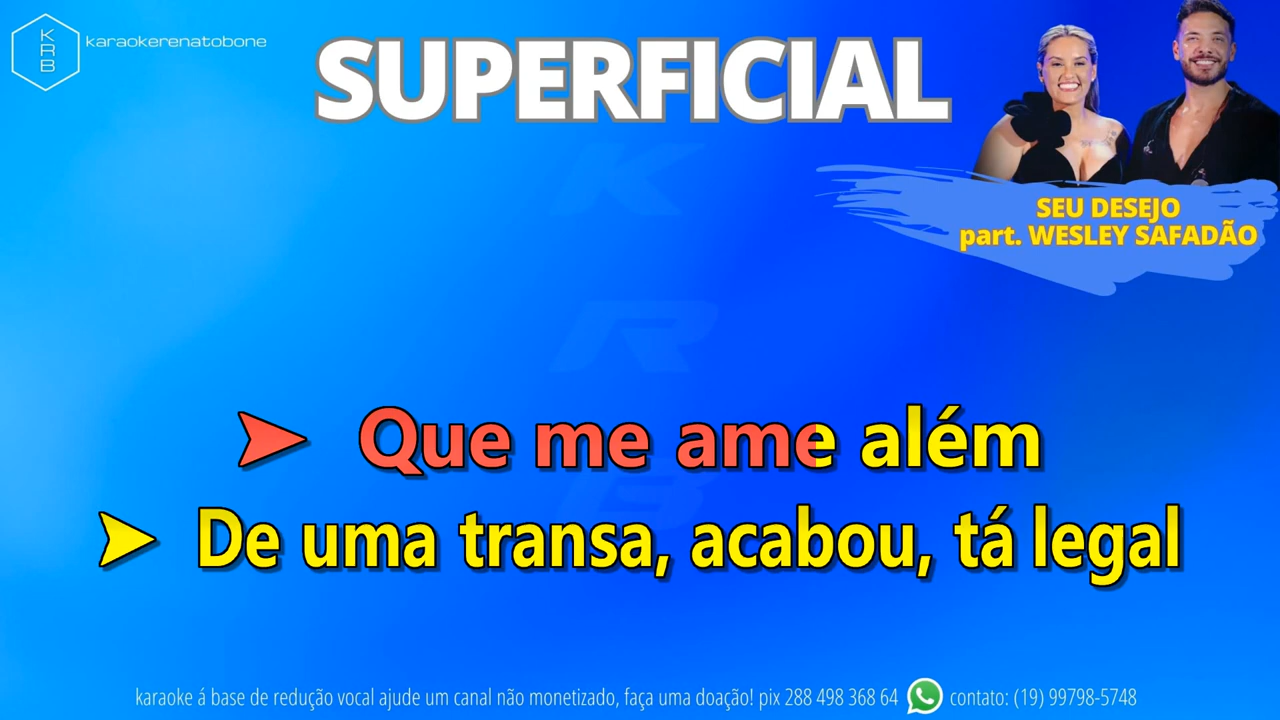 KRB
karaokerenatobone
SUPERFICIAL
SEU DESEJO
part. WESLEY SAFADÃO
K
R
B
➤ Que me ame além
➤ De uma transa, acabou, tá legal
karaoke á base de redução vocal ajude um canal não monetizado, faça uma doação! pix 288 498 368 64 contato: (19) 99798-5748